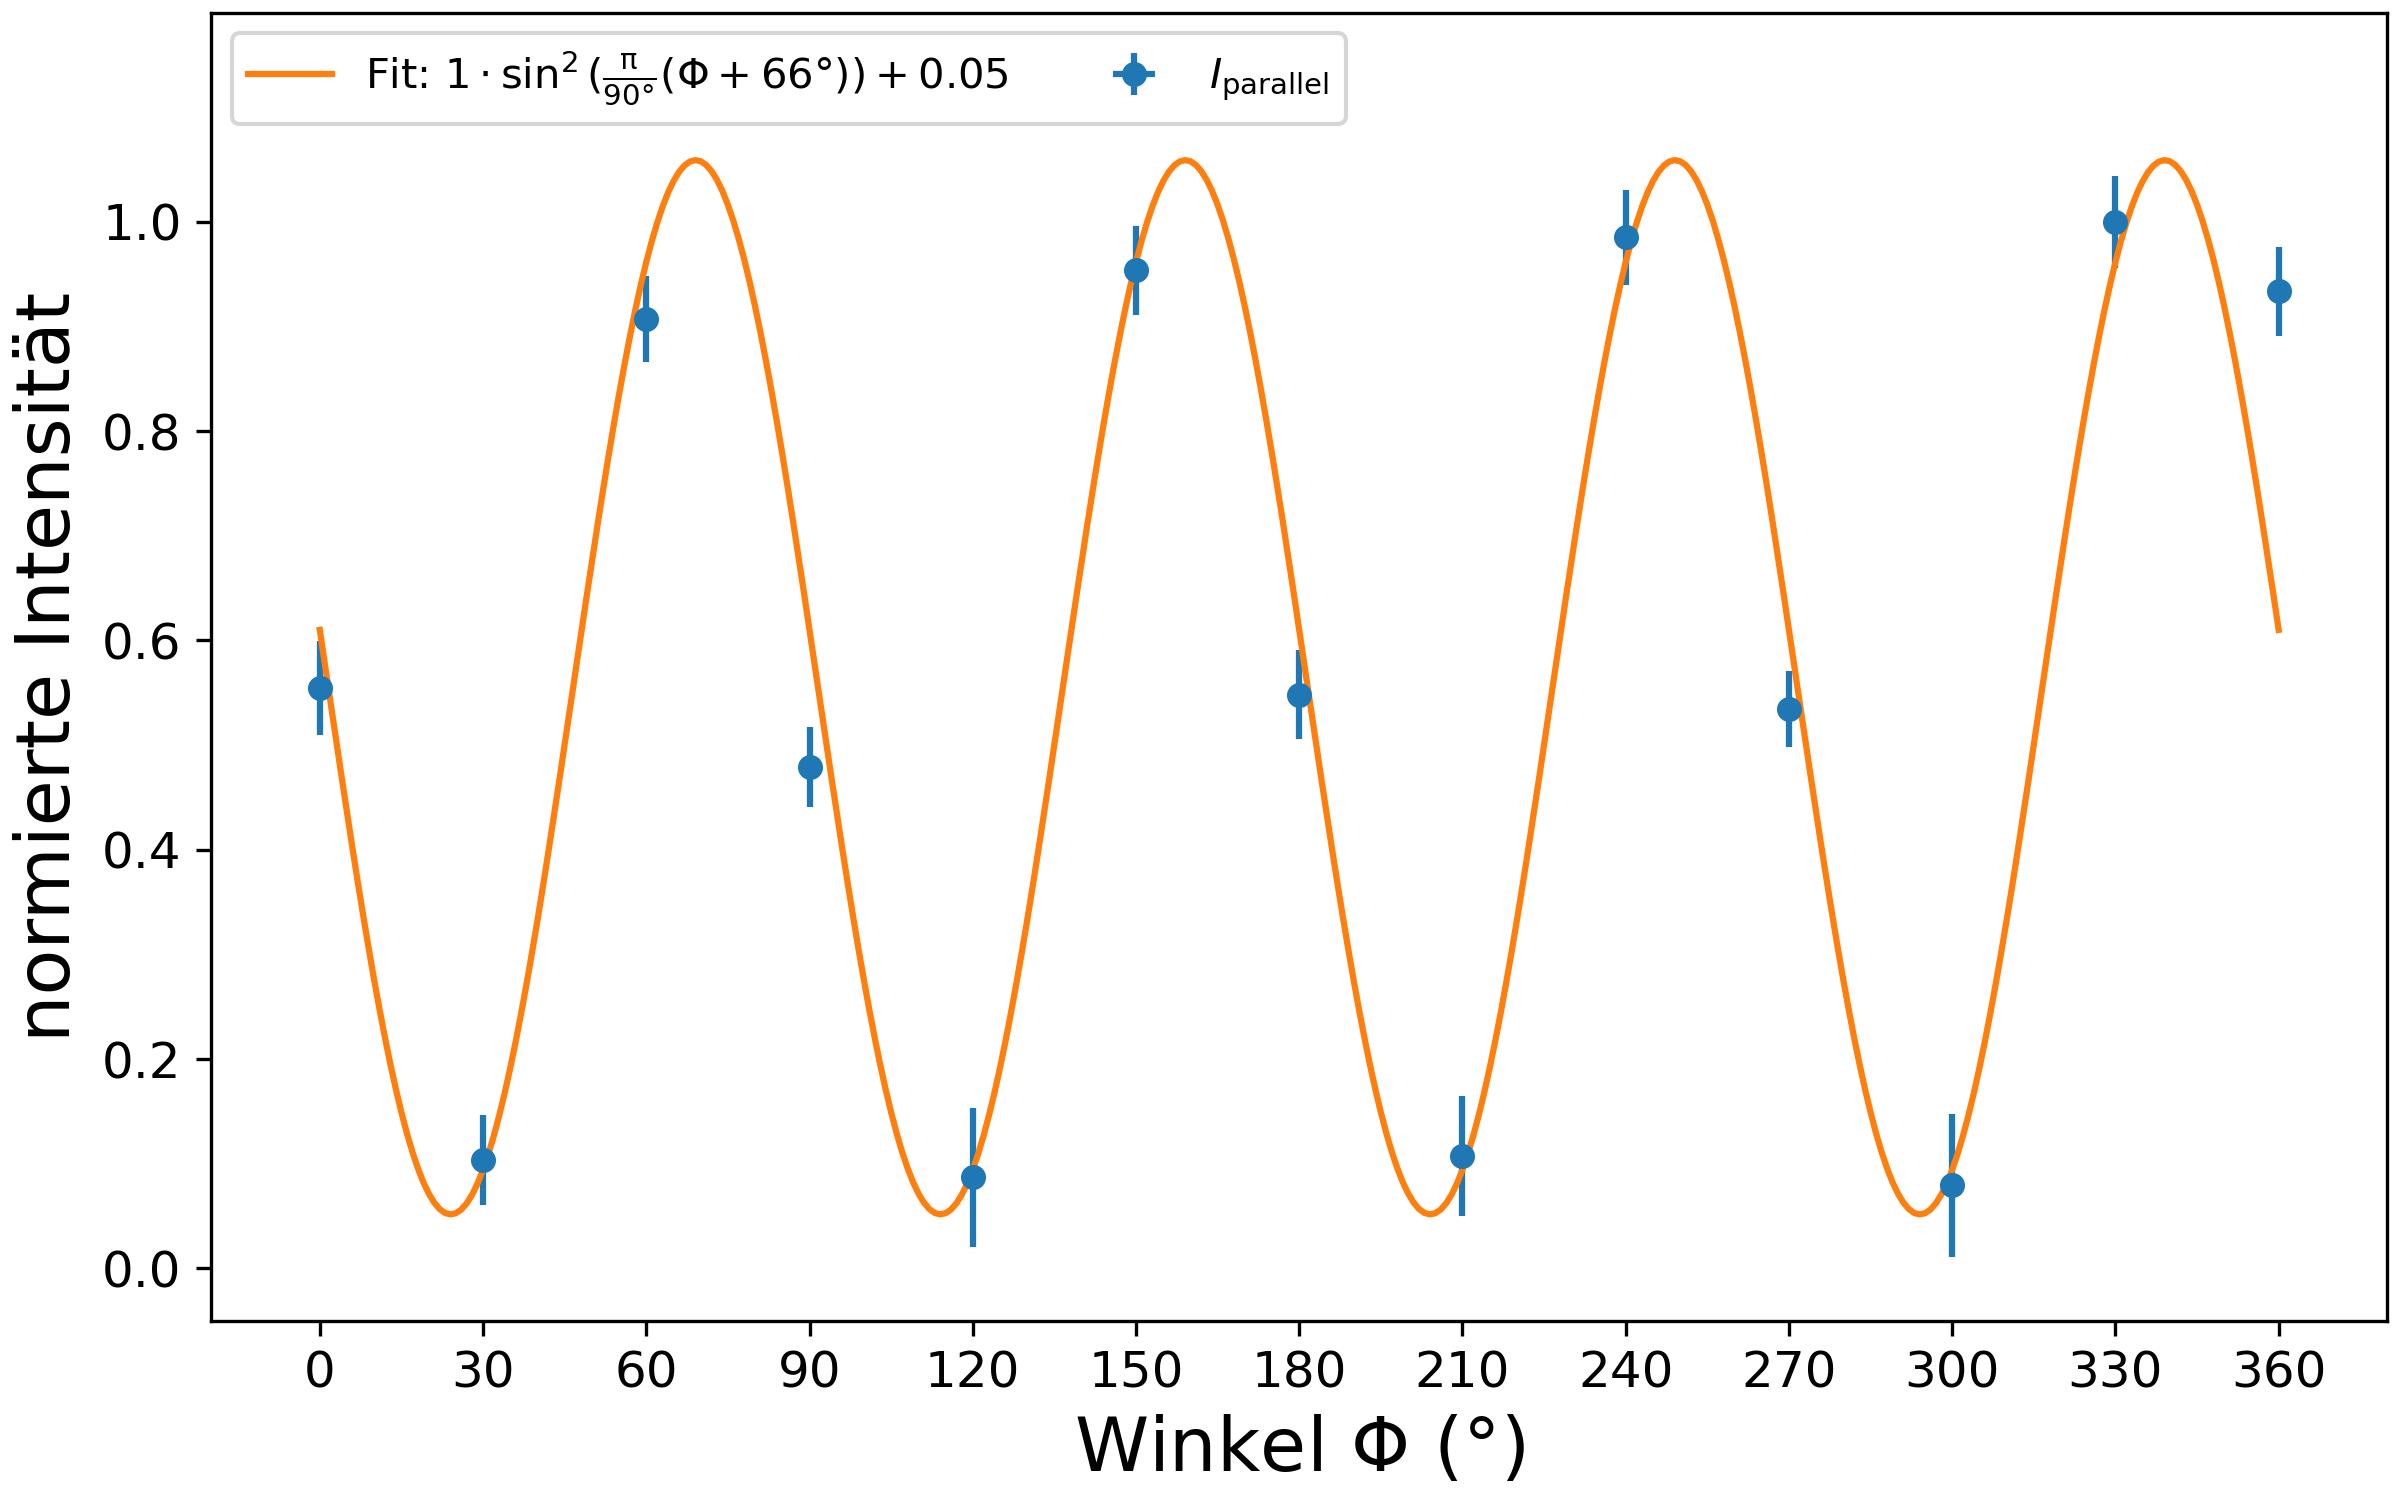 Fit: 1 · sin² (π/90° (Φ + 66°)) + 0.05
I parallel
normierte Intensität
1.0
0.8
0.6
0.4
0.2
0.0
0 30 60 90 120 150 180 210 240 270 300 330 360
Winkel Φ (°)